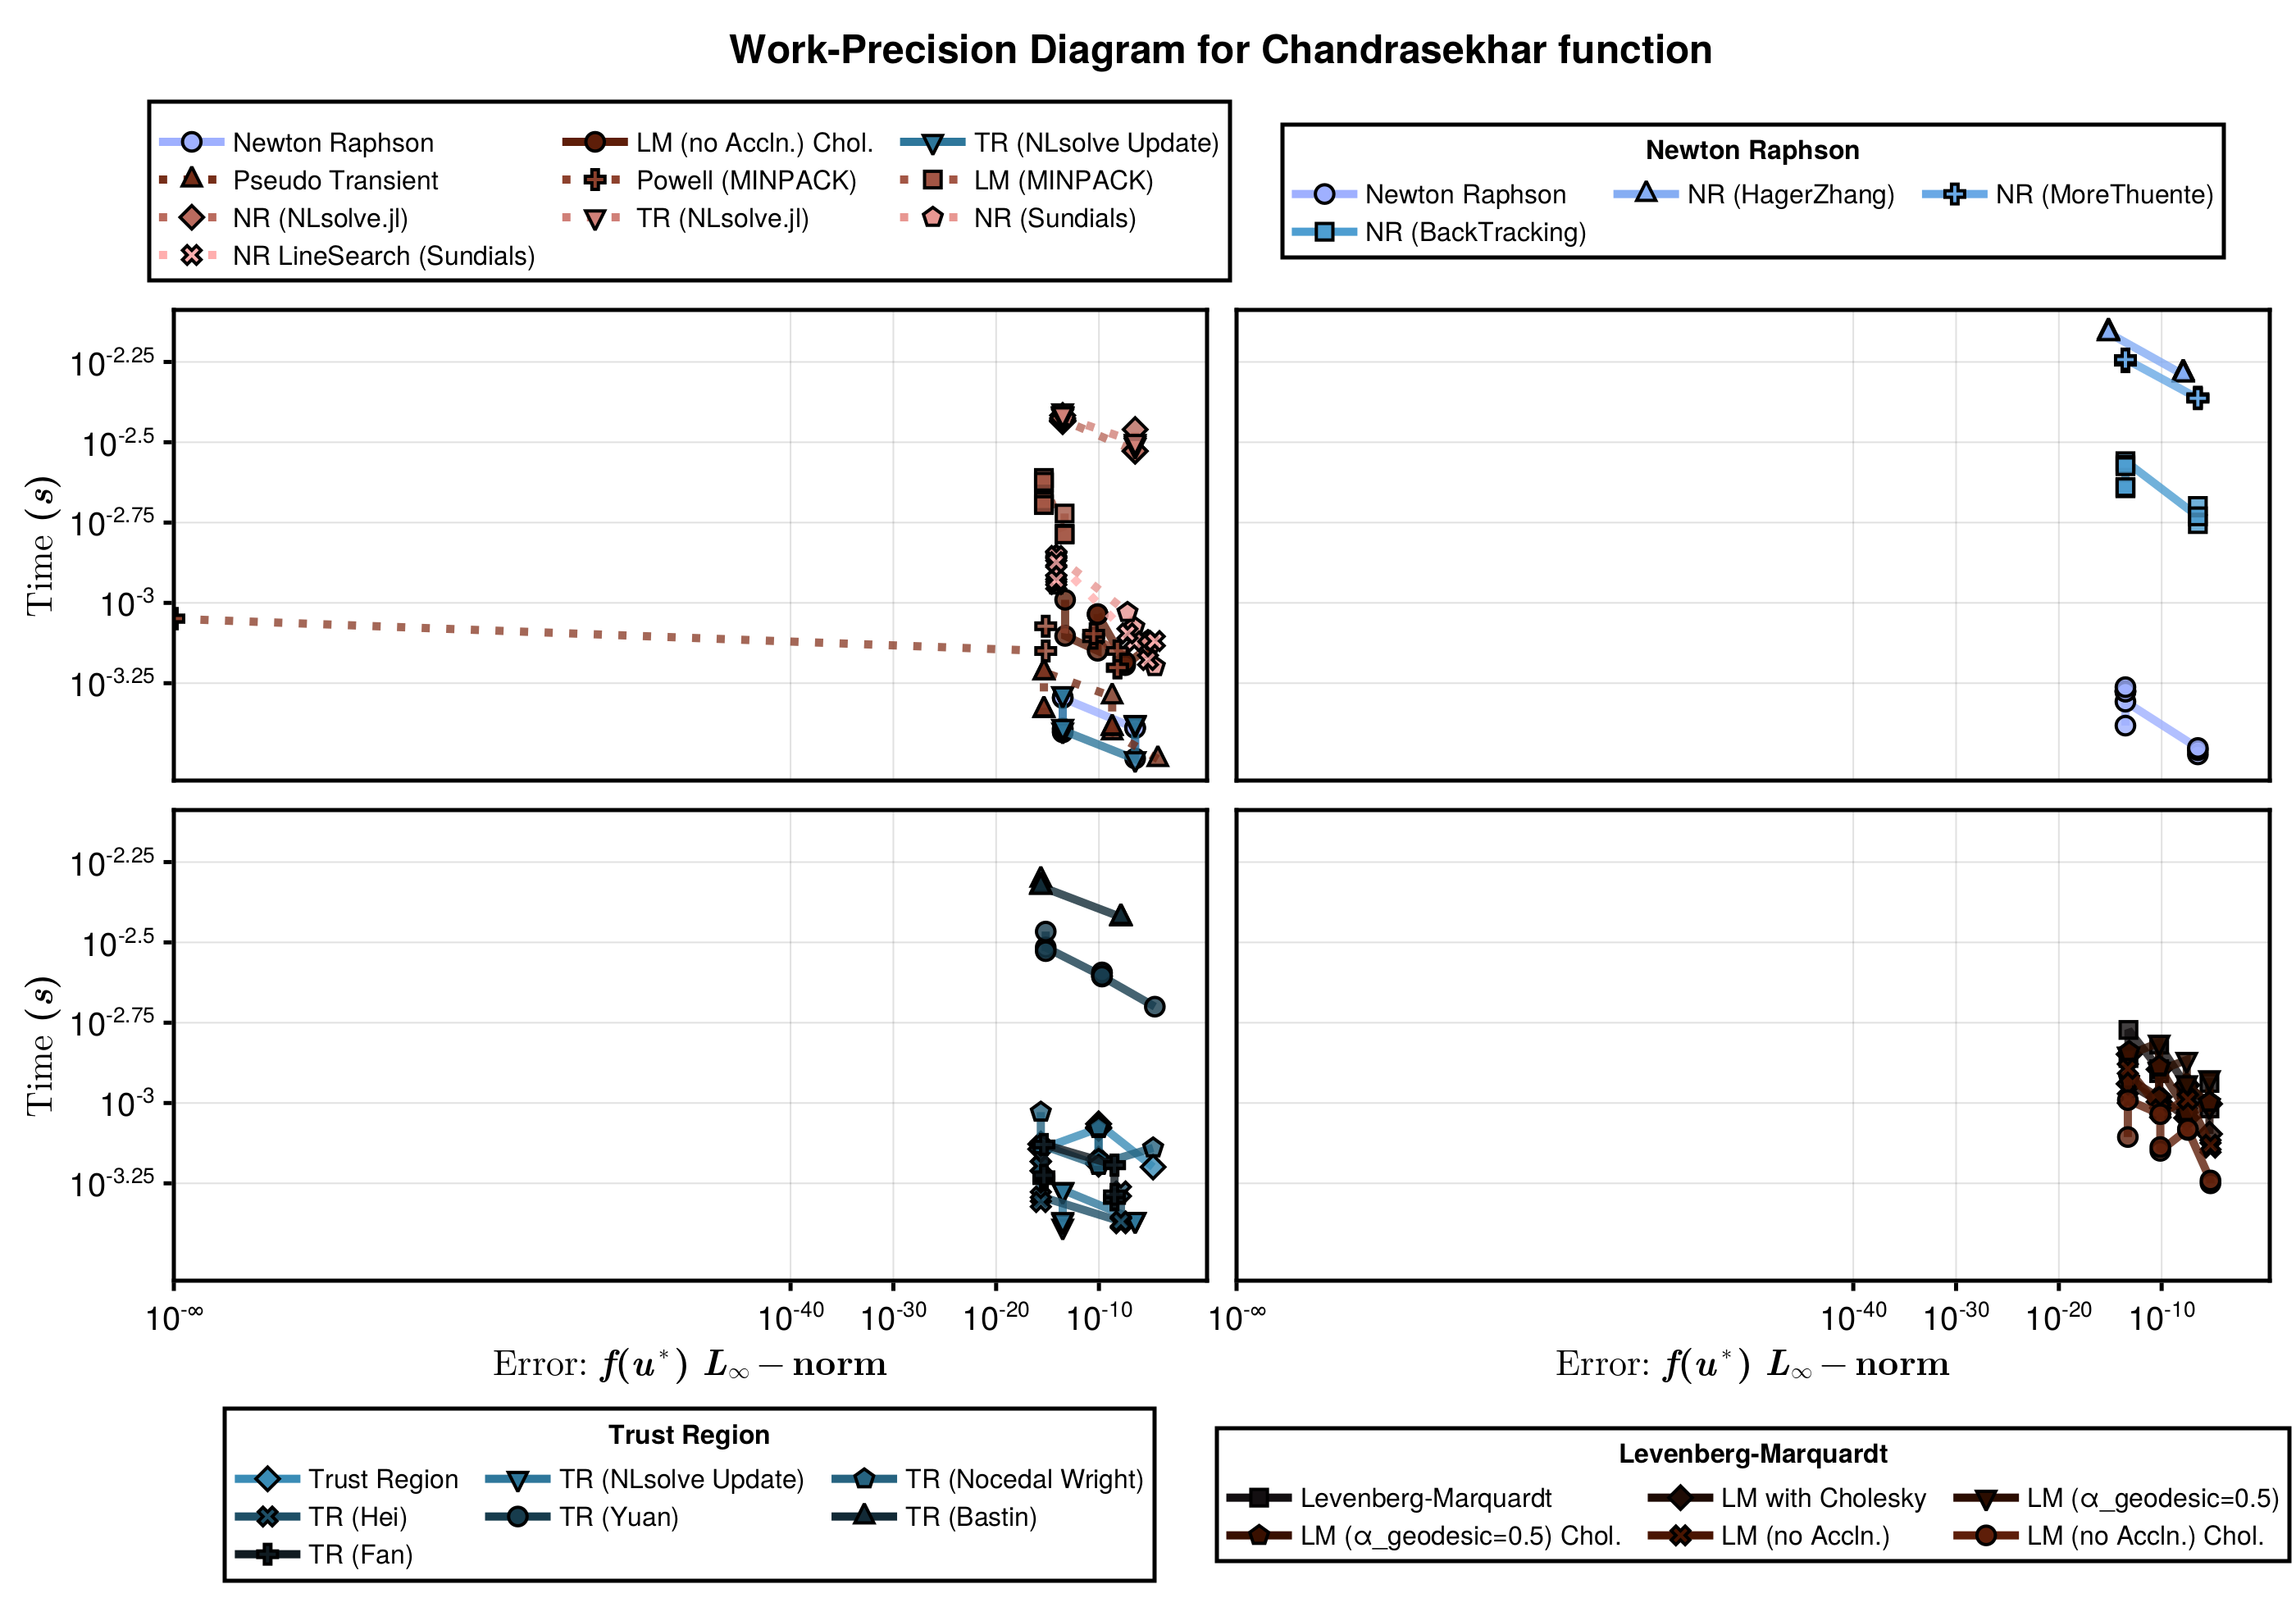 Work-Precision Diagram for Chandrasekhar function
Newton Raphson LM (no Accln.) Chol. TR (NLsolve Update)
Pseudo Transient Powell (MINPACK) LM (MINPACK)
NR (NLsolve.jl) TR (NLsolve.jl) NR (Sundials)
NR LineSearch (Sundials)
Newton Raphson
Newton Raphson NR (HagerZhang) NR (MoreThuente)
NR (BackTracking)
Time (s)
10^-2.25
10^-2.5
10^-2.75
10^-3
10^-3.25
Time (s)
10^-2.25
10^-2.5
10^-2.75
10^-3
10^-3.25
10^-∞ 10^-40 10^-30 10^-20 10^-10
10^-∞ 10^-40 10^-30 10^-20 10^-10
Error: f(u*) L∞ − norm
Error: f(u*) L∞ − norm
Trust Region
Trust Region TR (NLsolve Update) TR (Nocedal Wright)
TR (Hei) TR (Yuan) TR (Bastin)
TR (Fan)
Levenberg-Marquardt
Levenberg-Marquardt LM with Cholesky LM (α_geodesic=0.5)
LM (α_geodesic=0.5) Chol. LM (no Accln.) LM (no Accln.) Chol.